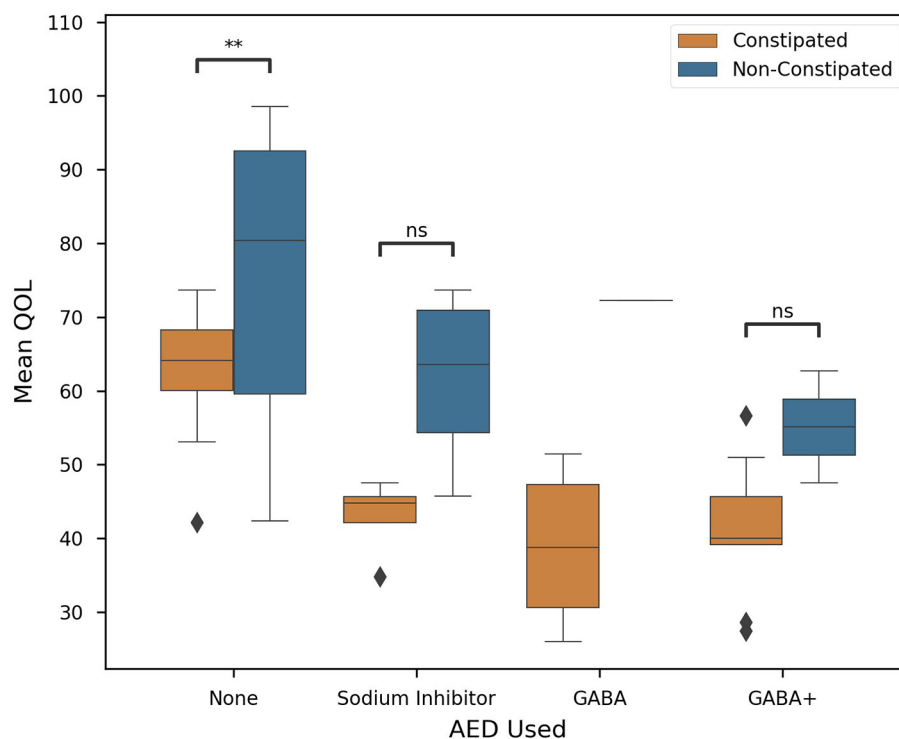 110
100
90
80
70
60
50
40
30
Mean QOL
**
ns
ns
Constipated
Non-Constipated
None
Sodium Inhibitor
GABA
GABA+
AED Used